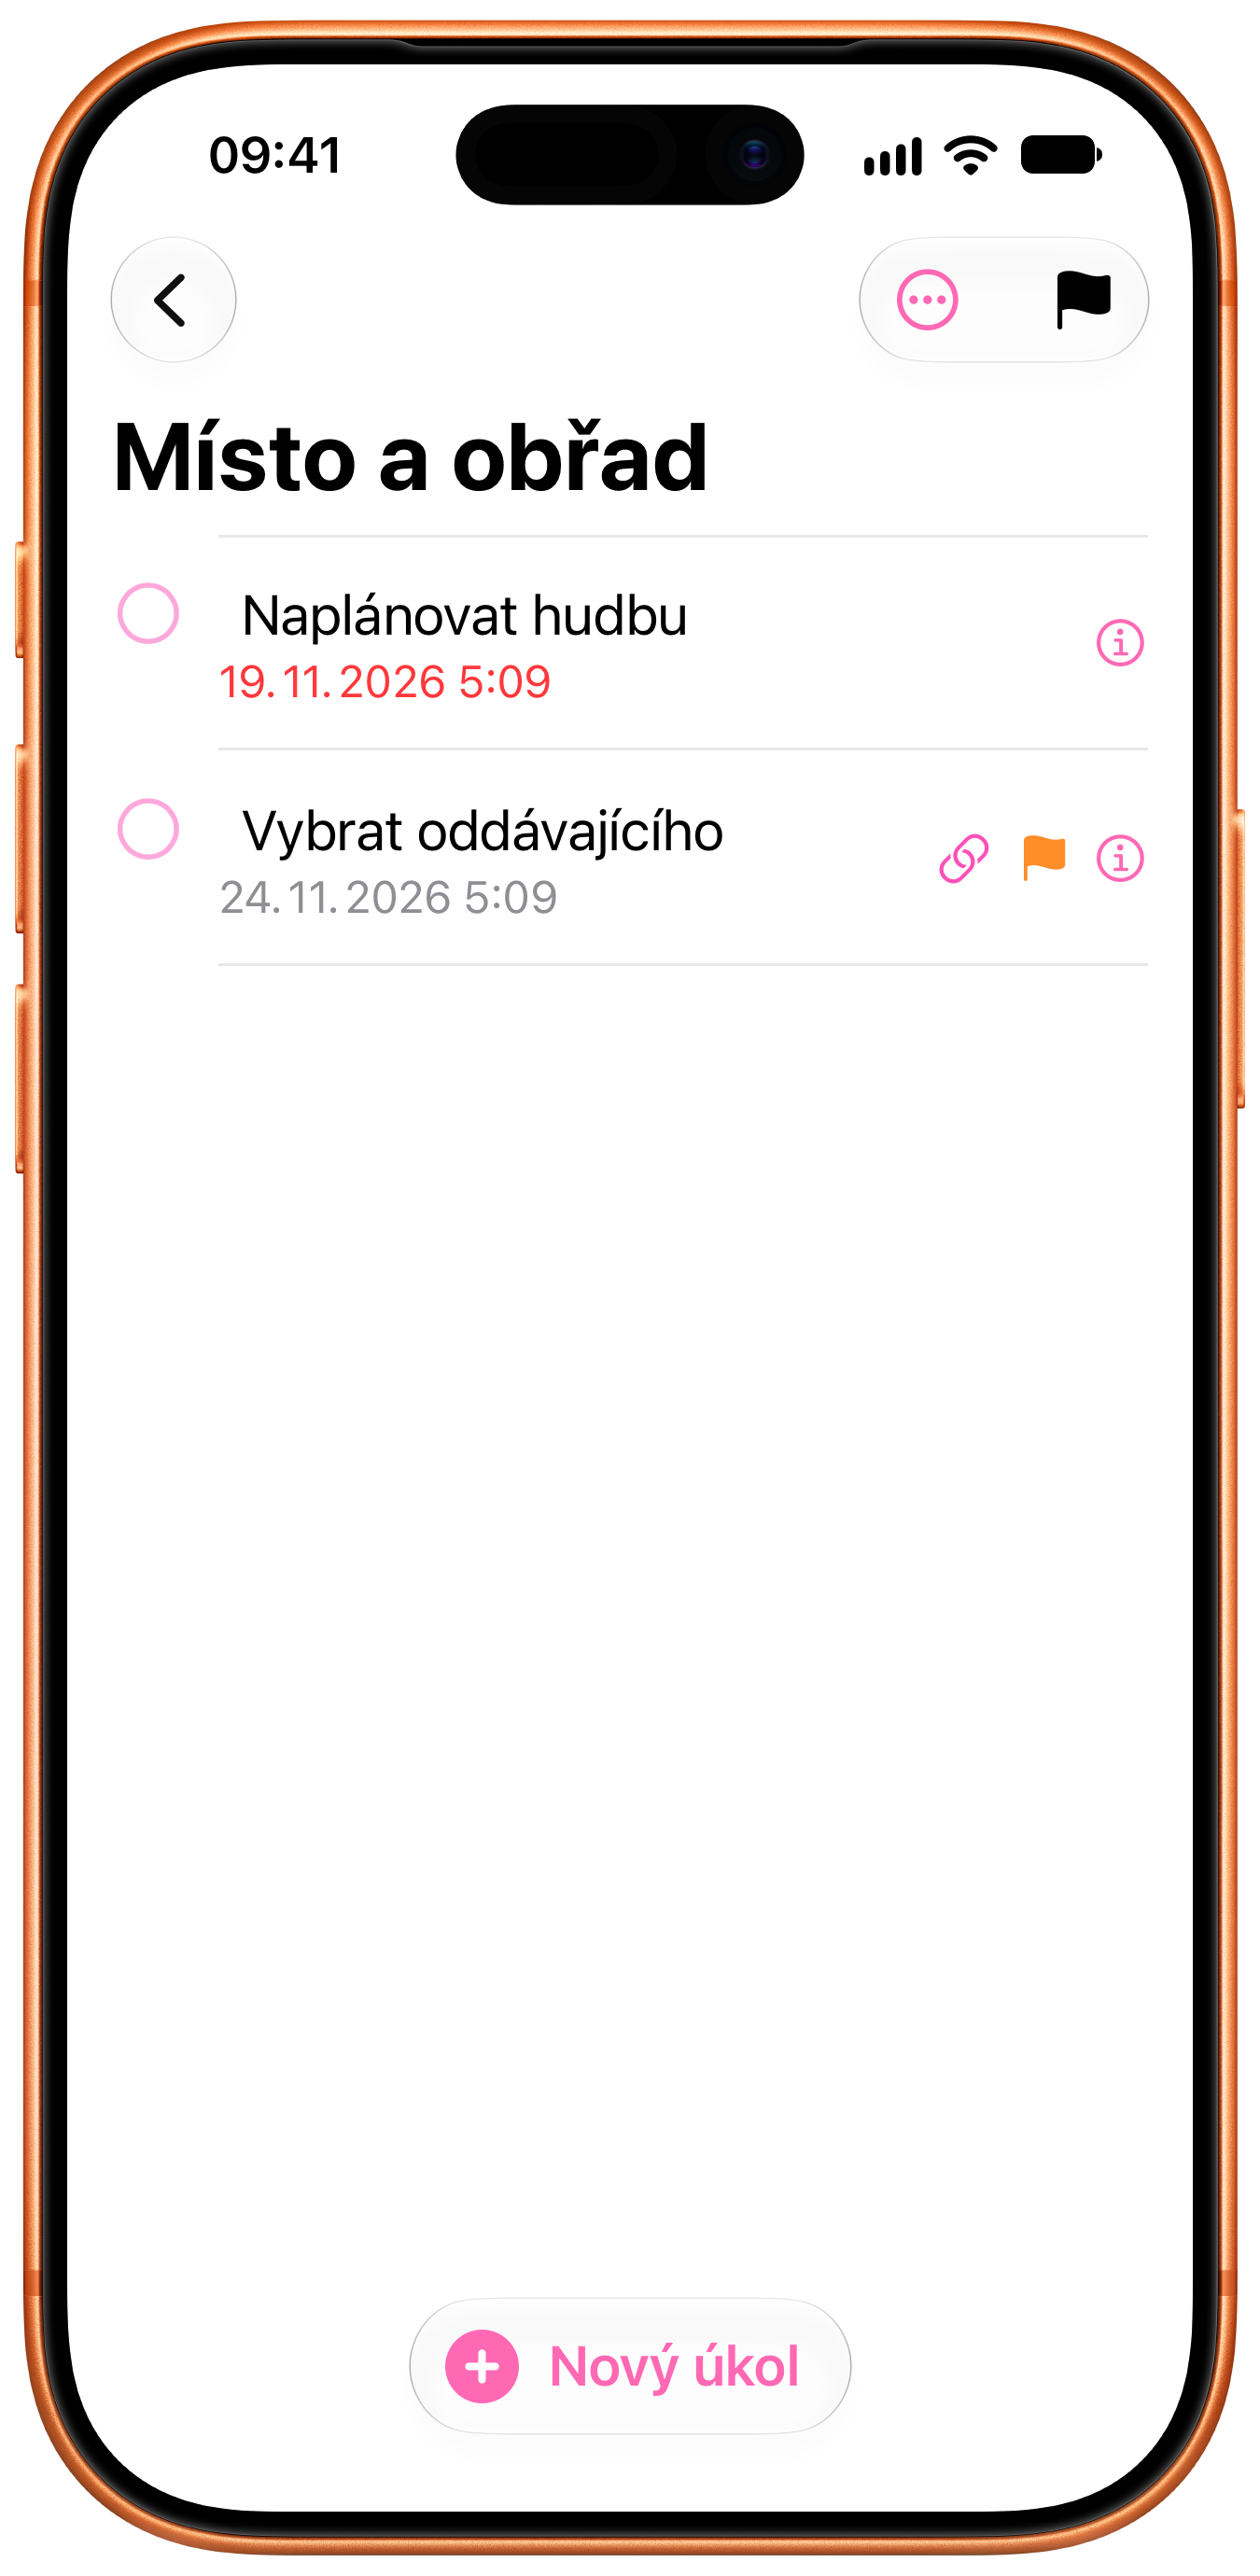 09:41
Místo a obřad
Naplánovat hudbu
19. 11. 2026 5:09
Vybrat oddávajícího
24. 11. 2026 5:09
Nový úkol